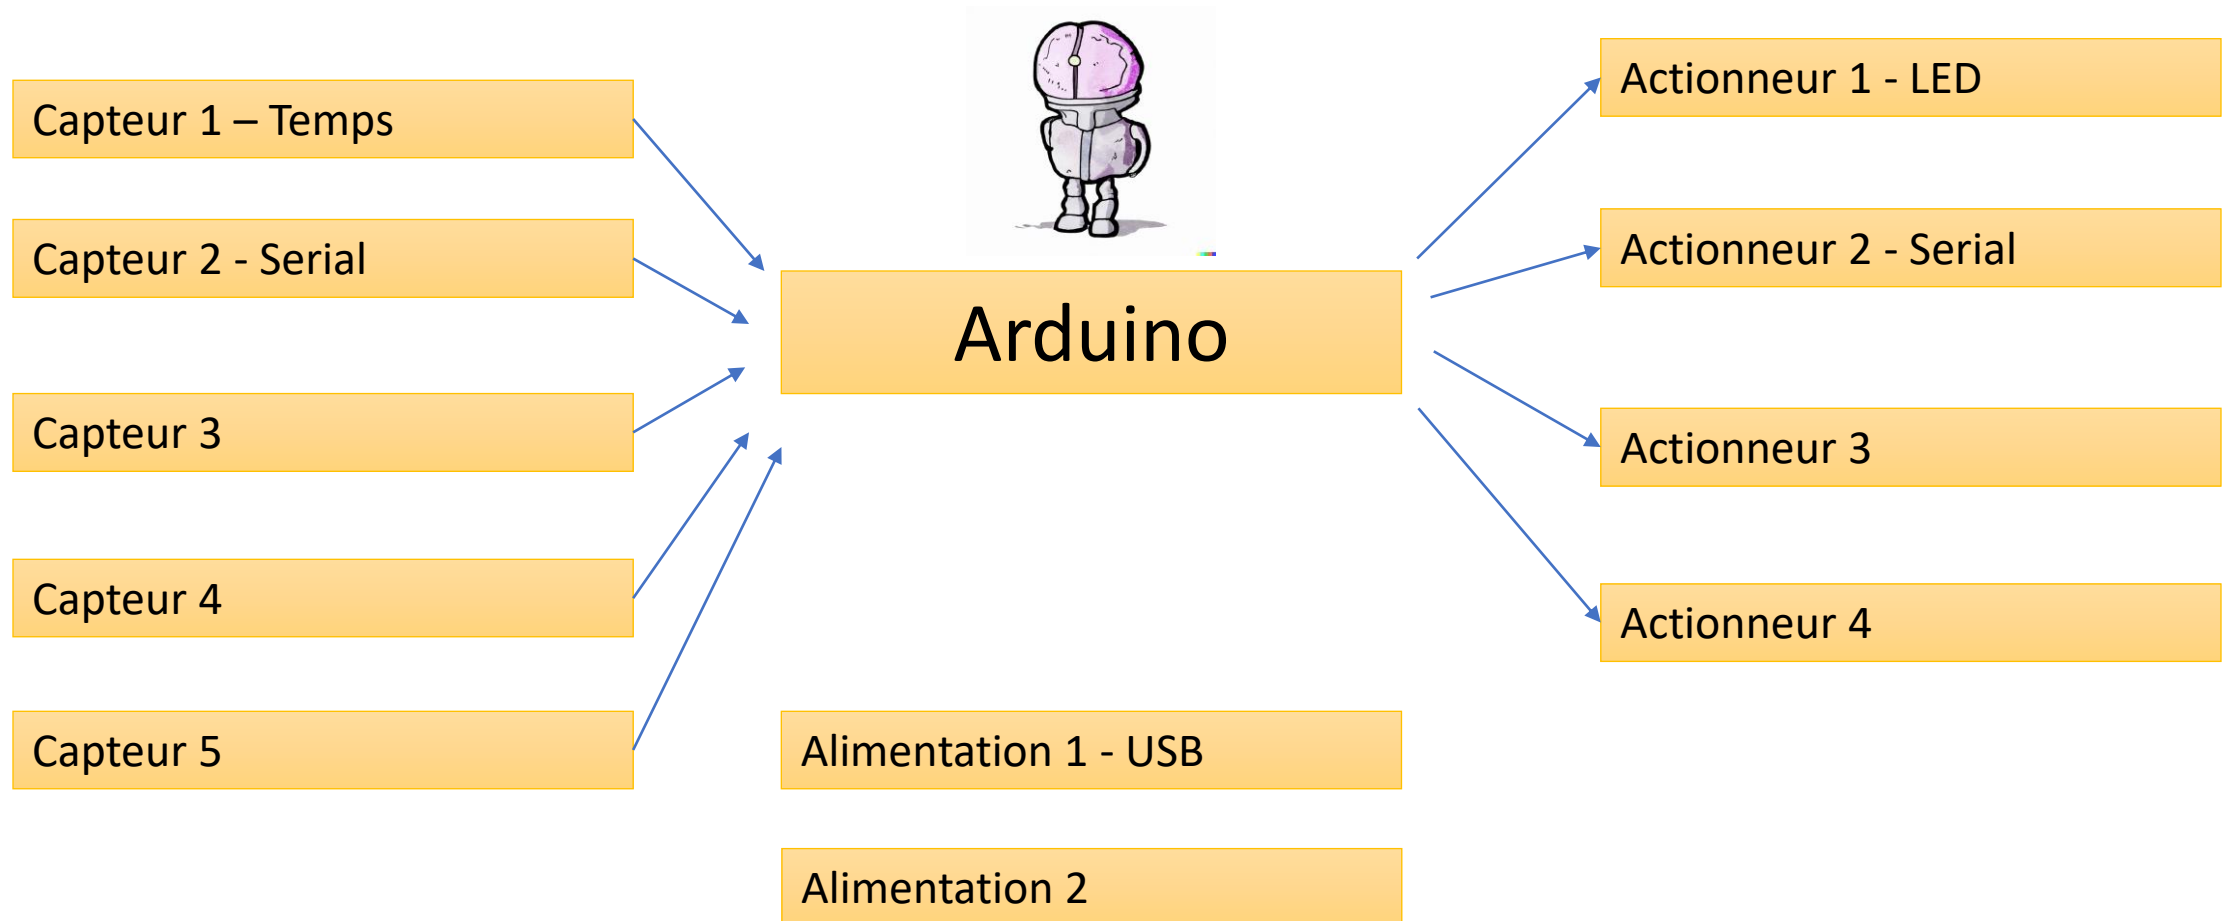 Capteur 1 – Temps
Capteur 2 - Serial
Capteur 3
Capteur 4
Capteur 5
Arduino
Alimentation 1 - USB
Alimentation 2
Actionneur 1 - LED
Actionneur 2 - Serial
Actionneur 3
Actionneur 4